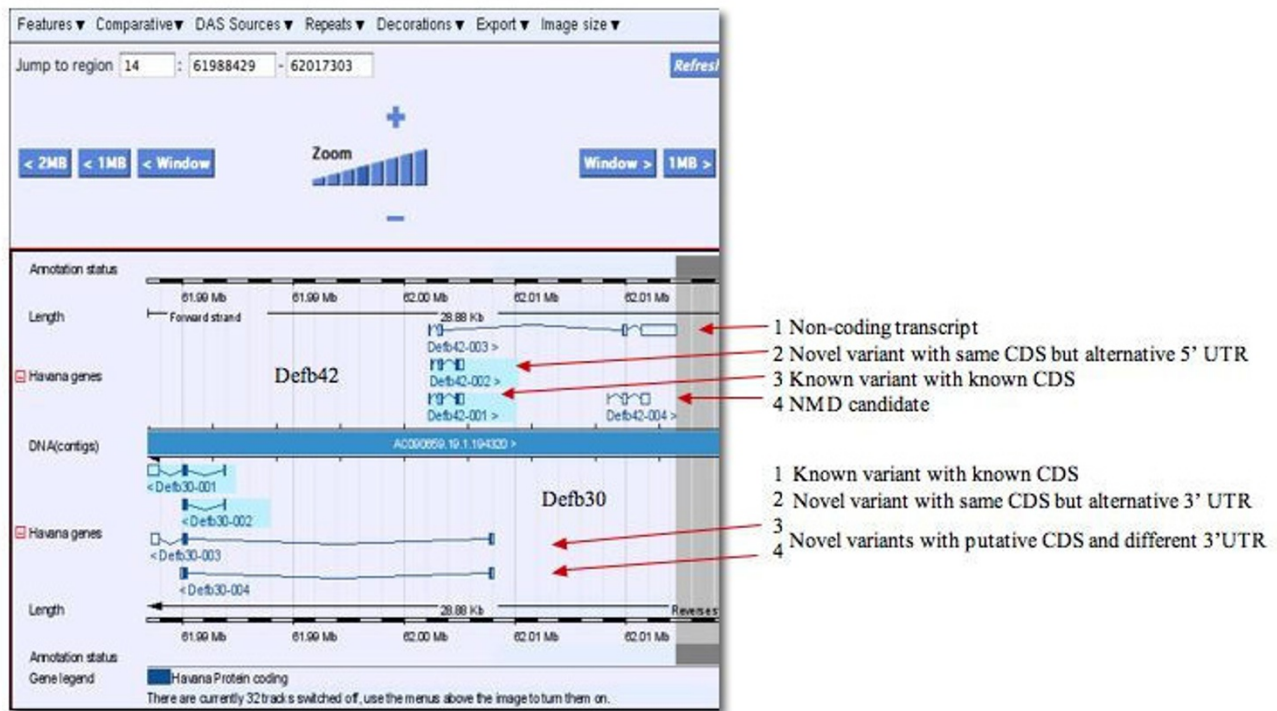 Features ▼ Comparative▼ DAS Sources ▼ Repeats ▼ Decorations ▼ Export ▼ Image size ▼
Jump to region 14 : 61988429 - 62017303 Refresh
< 2MB < 1MB < Window Zoom Window > 1MB >
Annotation status
61.99 Mb 61.99 Mb 62.00 Mb 62.01 Mb 62.01 Mb
Length Forward strand 28.88 Kb
Defb42-003 >
Havana genes Defb42 Defb42-002 >
Defb42-001 > Defb42-004 >
DNA(contigs) AC090659.19.1.194320 >
< Defb30-001
Defb30
< Defb30-002
Havana genes
< Defb30-003
< Defb30-004
Length 28.88 Kb Reverse s
61.99 Mb 61.99 Mb 62.00 Mb 62.01 Mb 62.01 Mb
Annotation status
Gene legend Havana Protein coding
There are currently 32 tracks switched off, use the menus above the image to turn them on.
1 Non-coding transcript
2 Novel variant with same CDS but alternative 5' UTR
3 Known variant with known CDS
4 NMD candidate
1 Known variant with known CDS
2 Novel variant with same CDS but alternative 3' UTR
3
4 Novel variants with putative CDS and different 3'UTR